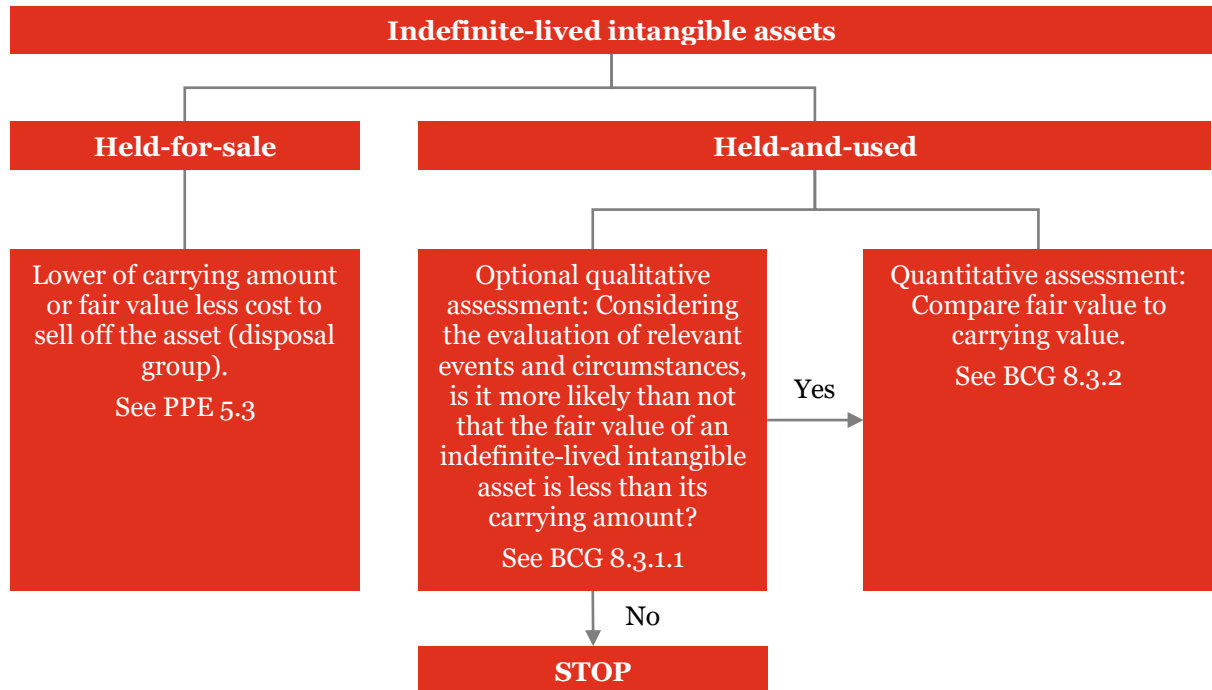 Indefinite-lived intangible assets
Held-for-sale
Held-and-used
Lower of carrying amount
or fair value less cost to
sell off the asset (disposal
group).
See PPE 5.3
Optional qualitative
assessment: Considering
the evaluation of relevant
events and circumstances,
is it more likely than not
that the fair value of an
indefinite-lived intangible
asset is less than its
carrying amount?
See BCG 8.3.1.1
Yes
Quantitative assessment:
Compare fair value to
carrying value.
See BCG 8.3.2
No
STOP